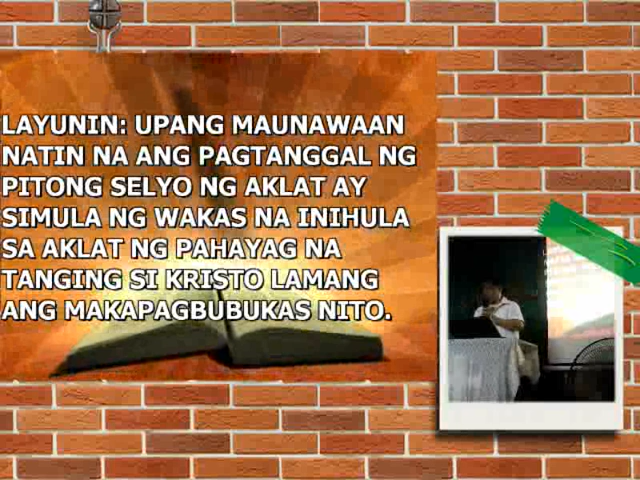 LAYUNIN: UPANG MAUNAWAAN
NATIN NA ANG PAGTANGGAL NG
PITONG SELYO NG AKLAT AY
SIMULA NG WAKAS NA INIHULA
SA AKLAT NG PAHAYAG NA
TANGING SI KRISTO LAMANG
ANG MAKAPAGBUBUKAS NITO.